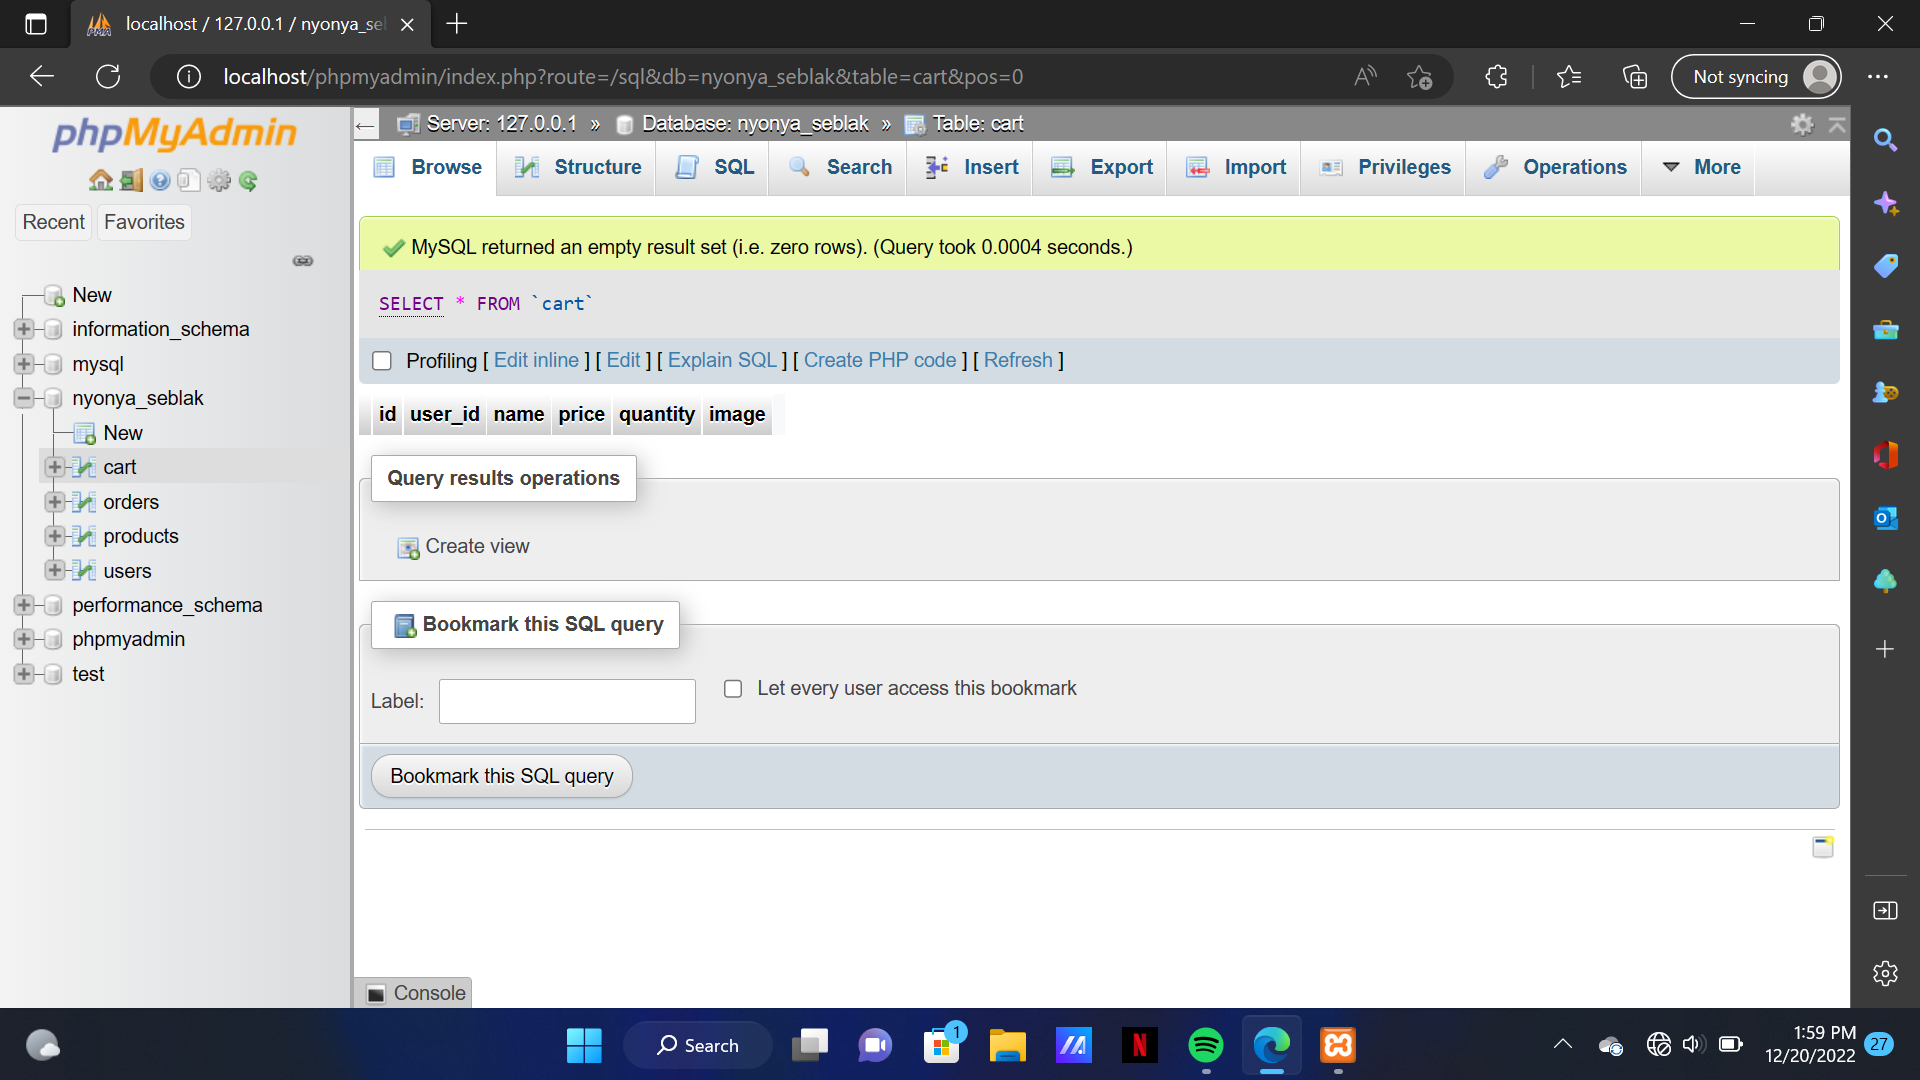 localhost / 127.0.0.1 / nyonya_se
localhost/phpmyadmin/index.php?route=/sql&db=nyonya_seblak&table=cart&pos=0
Not syncing
phpMyAdmin
Recent
Favorites
New
information_schema
mysql
nyonya_seblak
New
cart
orders
products
users
performance_schema
phpmyadmin
test
Server: 127.0.0.1 » Database: nyonya_seblak » Table: cart
Browse Structure SQL Search Insert Export Import Privileges Operations More
MySQL returned an empty result set (i.e. zero rows). (Query took 0.0004 seconds.)
SELECT * FROM `cart`
Profiling [ Edit inline ] [ Edit ] [ Explain SQL ] [ Create PHP code ] [ Refresh ]
id user_id name price quantity image
Query results operations
Create view
Bookmark this SQL query
Label:
Let every user access this bookmark
Bookmark this SQL query
Console
Search
1
1:59 PM
12/20/2022
27